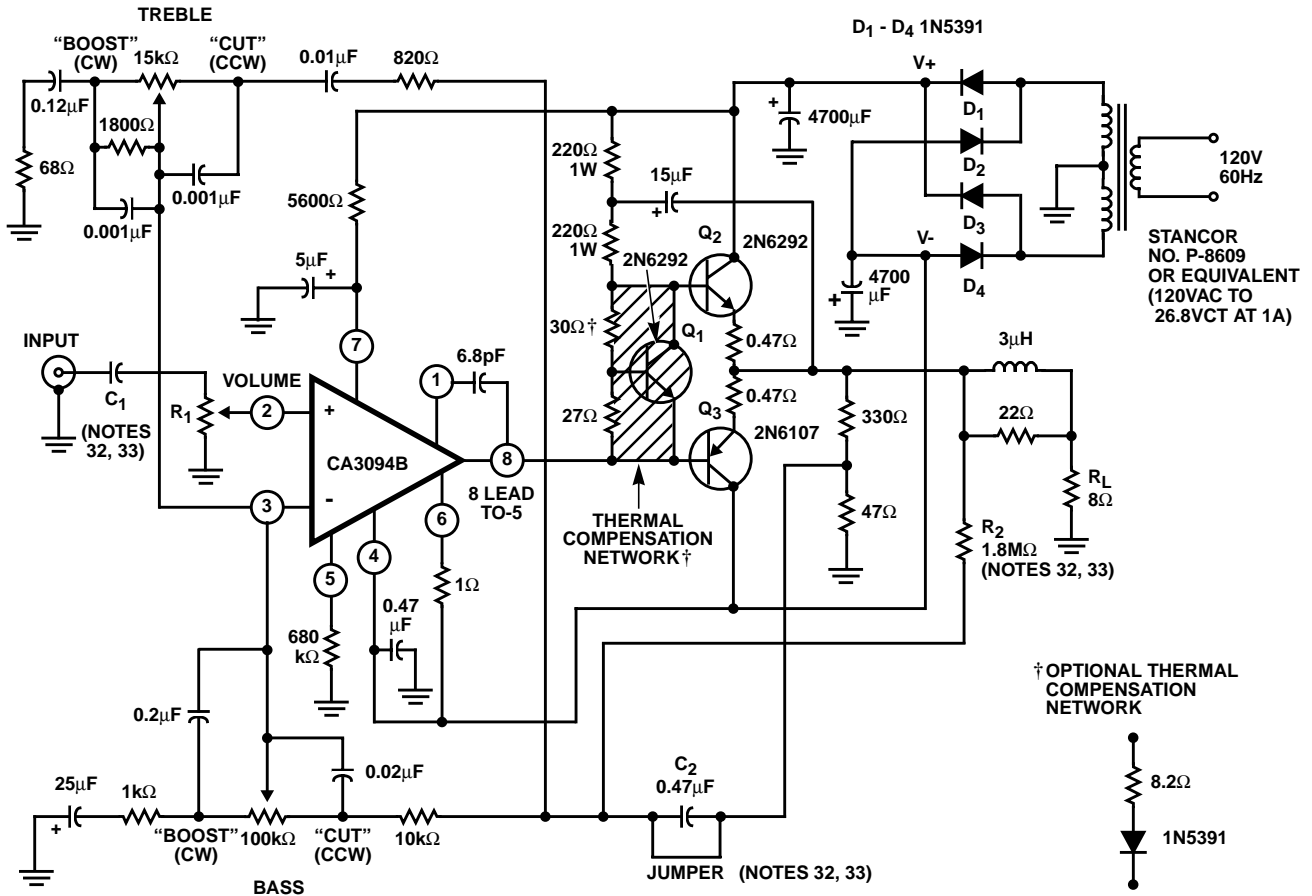 TREBLE
“BOOST”
(CW)
15kΩ
“CUT”
(CCW)
0.01μF
820Ω
0.12μF
1800Ω
68Ω
0.001μF
0.001μF
5600Ω
5μF
+
220Ω
1W
15μF
+
220Ω
1W
2N6292
Q2
2N6292
30Ω†
Q1
27Ω
0.47Ω
0.47Ω
Q3
2N6107
THERMAL
COMPENSATION
NETWORK†
+
4700μF
V+
D1 - D4 1N5391
D1
D2
D3
D4
V-
4700
μF
+
120V
60Hz
STANCOR
NO. P-8609
OR EQUIVALENT
(120VAC TO
26.8VCT AT 1A)
INPUT
C1
(NOTES
32, 33)
R1
VOLUME
2
+
7
1
6.8pF
CA3094B
8
8 LEAD
TO-5
3
-
5
4
6
680
kΩ
0.47
μF
1Ω
330Ω
47Ω
3μH
22Ω
RL
8Ω
R2
1.8MΩ
(NOTES 32, 33)
0.2μF
0.02μF
25μF
+
1kΩ
“BOOST”
(CW)
100kΩ
“CUT”
(CCW)
10kΩ
BASS
C2
0.47μF
JUMPER (NOTES 32, 33)
†OPTIONAL THERMAL
COMPENSATION
NETWORK
8.2Ω
1N5391